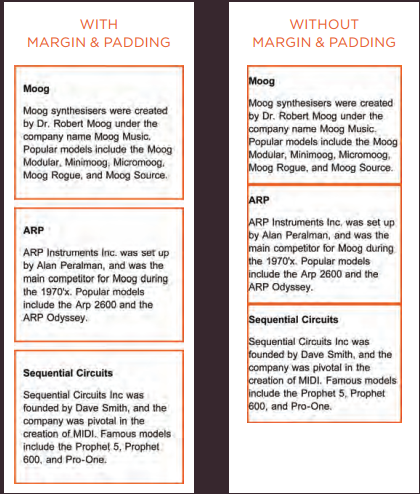 WITH
MARGIN & PADDING
Moog
Moog synthesisers were created
by Dr. Robert Moog under the
company name Moog Music.
Popular models include the Moog
Modular, Minimoog, Micromoog,
Moog Rogue, and Moog Source.
ARP
ARP Instruments Inc. was set up
by Alan Peralman, and was the
main competitor for Moog during
the 1970'x. Popular models
include the Arp 2600 and the
ARP Odyssey.
Sequential Circuits
Sequential Circuits Inc was
founded by Dave Smith, and the
company was pivotal in the
creation of MIDI. Famous models
include the Prophet 5, Prophet
600, and Pro-One.
WITHOUT
MARGIN & PADDING
Moog
Moog synthesisers were created
by Dr. Robert Moog under the
company name Moog Music.
Popular models include the Moog
Modular, Minimoog, Micromoog,
Moog Rogue, and Moog Source.
ARP
ARP Instruments Inc. was set up
by Alan Peralman, and was the
main competitor for Moog during
the 1970'x. Popular models
include the Arp 2600 and the
ARP Odyssey.
Sequential Circuits
Sequential Circuits Inc was
founded by Dave Smith, and the
company was pivotal in the
creation of MIDI. Famous models
include the Prophet 5, Prophet
600, and Pro-One.